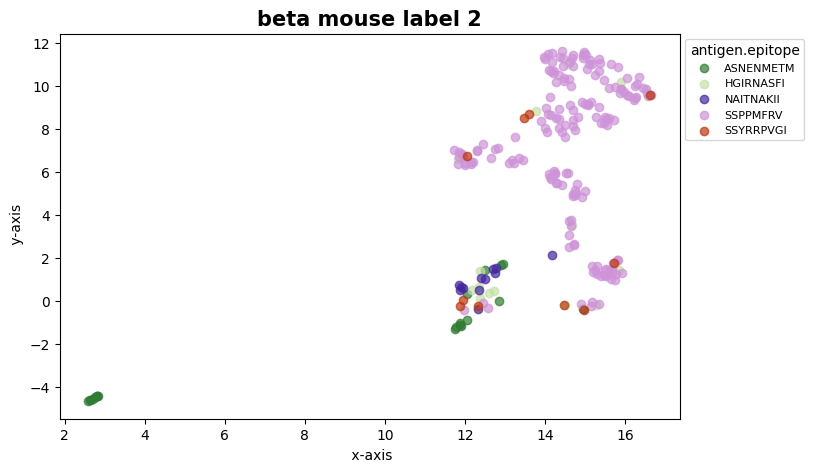 beta mouse label 2
12
10
8
6
4
2
0
−2
−4
y-axis
2
4
6
8
10
12
14
16
x-axis
antigen.epitope
ASNENMETM
HGIRNASFI
NAITNAKII
SSPPMFRV
SSYRRPVGI